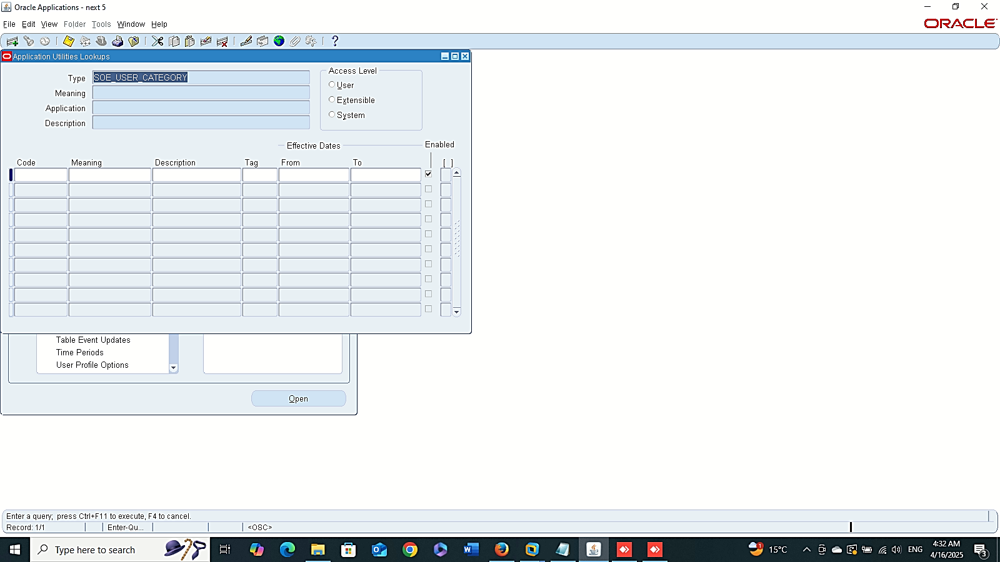 Oracle Applications - next 5
File Edit View Folder Tools Window Help
ORACLE
Application Utilities Lookups
Type SOE_USER_CATEGORY
Meaning
Application
Description
Access Level
User
Extensible
System
Effective Dates Enabled
Code Meaning Description Tag From To [ ]
Table Event Updates
Time Periods
User Profile Options
Open
Enter a query; press Ctrl+F11 to execute, F4 to cancel.
Record: 1/1 Enter-Qu... <OSC>
Type here to search
1 15°C ENG 4:32 AM
4/16/2025 3